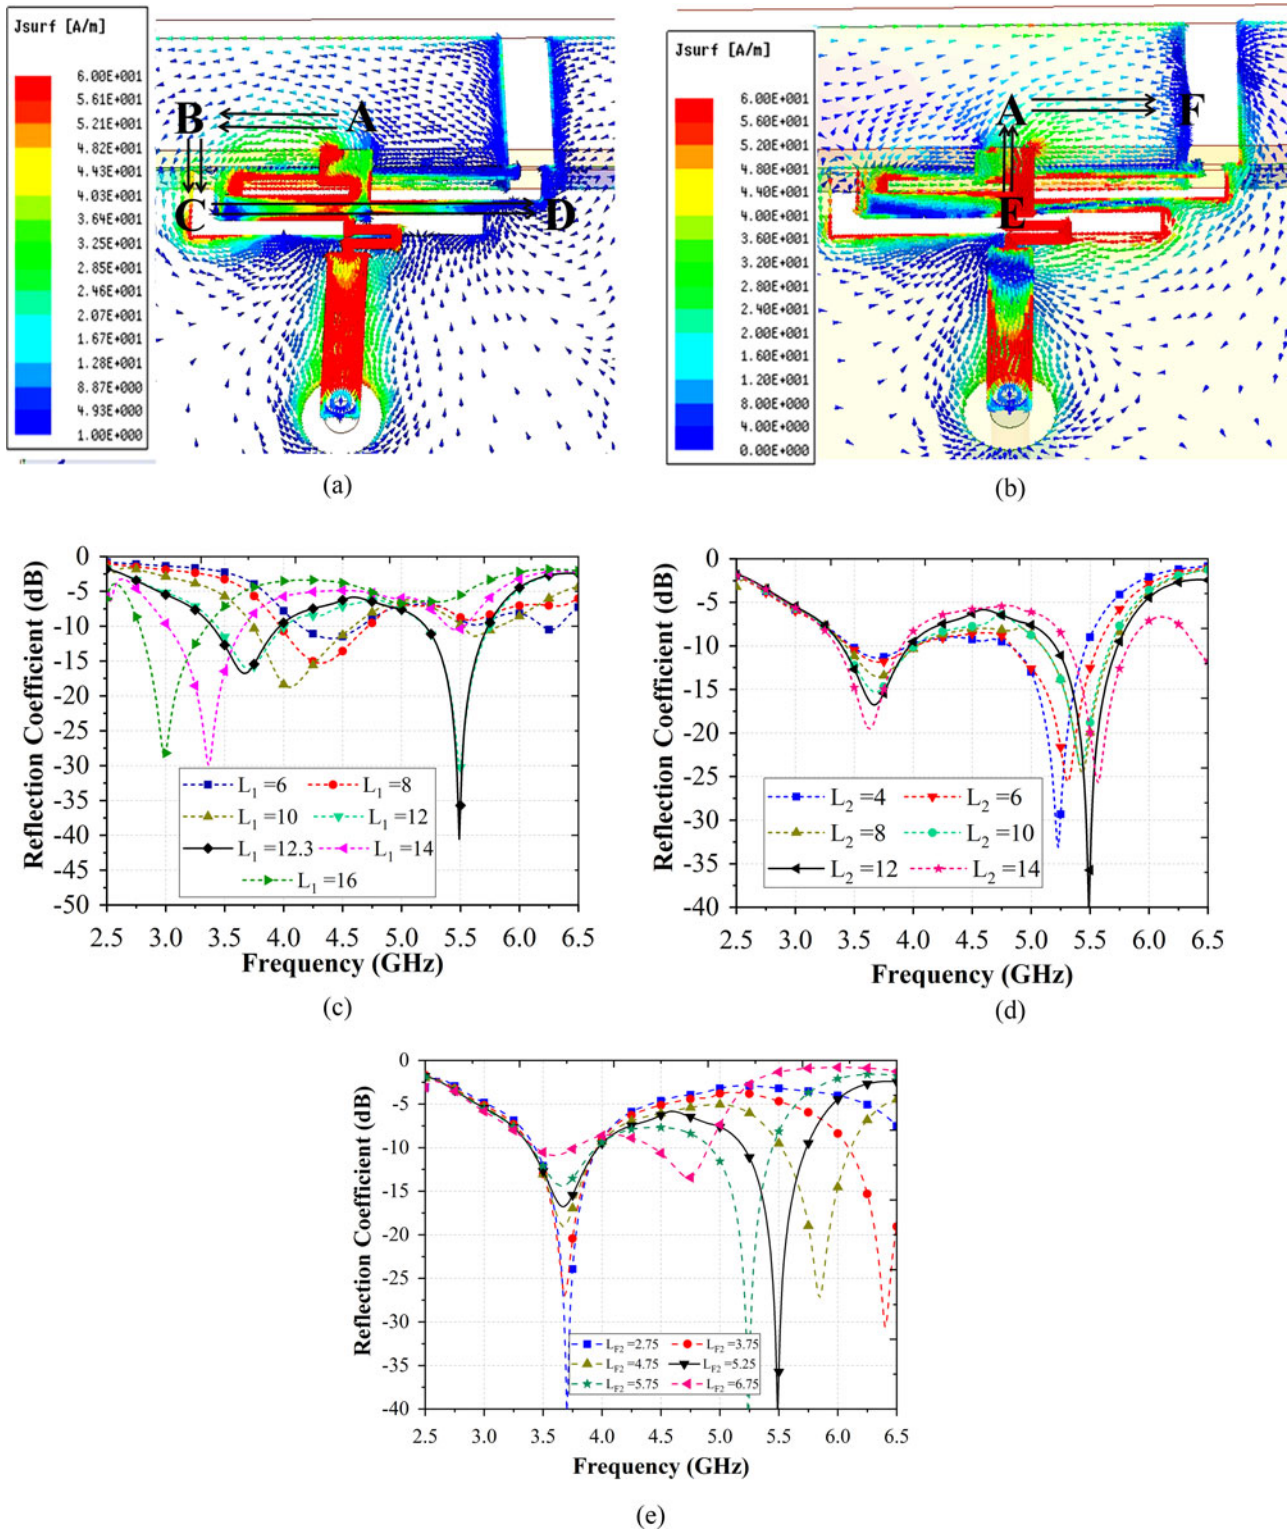 Jsurf [A/m]
6.00E+001
5.61E+001
5.21E+001
4.82E+001
4.43E+001
4.03E+001
3.64E+001
3.25E+001
2.85E+001
2.46E+001
2.07E+001
1.67E+001
1.28E+001
8.87E+000
4.93E+000
1.00E+000
B
A
C
D
(a)
Jsurf [A/m]
6.00E+001
5.60E+001
5.20E+001
4.80E+001
4.40E+001
4.00E+001
3.60E+001
3.20E+001
2.80E+001
2.40E+001
2.00E+001
1.60E+001
1.20E+001
8.00E+000
4.00E+000
0.00E+000
A
F
E
(b)
Reflection Coefficient (dB)
0
-5
-10
-15
-20
-25
-30
-35
-40
-45
-50
L1 =6
L1 =8
L1 =10
L1 =12
L1 =12.3
L1 =14
L1 =16
2.5 3.0 3.5 4.0 4.5 5.0 5.5 6.0 6.5
Frequency (GHz)
(c)
Reflection Coefficient (dB)
0
-5
-10
-15
-20
-25
-30
-35
-40
L2 =4
L2 =6
L2 =8
L2 =10
L2 =12
L2 =14
2.5 3.0 3.5 4.0 4.5 5.0 5.5 6.0 6.5
Frequency (GHz)
(d)
Reflection Coefficient (dB)
0
-5
-10
-15
-20
-25
-30
-35
-40
LF2 =2.75
LF2 =3.75
LF2 =4.75
LF2 =5.25
LF2 =5.75
LF2 =6.75
2.5 3.0 3.5 4.0 4.5 5.0 5.5 6.0 6.5
Frequency (GHz)
(e)